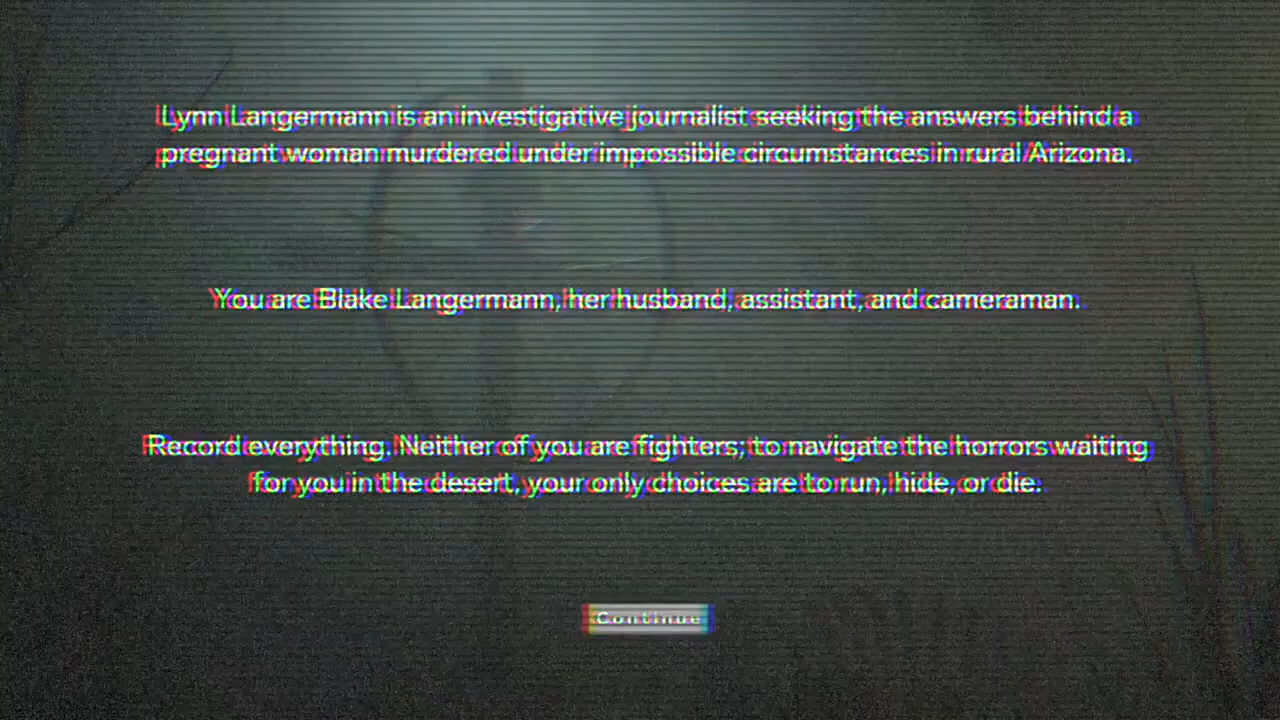 Lynn Langermann is an investigative journalist seeking the answers behind a
pregnant woman murdered under impossible circumstances in rural Arizona.
You are Blake Langermann, her husband, assistant, and cameraman.
Record everything. Neither of you are fighters; to navigate the horrors waiting
for you in the desert, your only choices are to run, hide, or die.
Continue